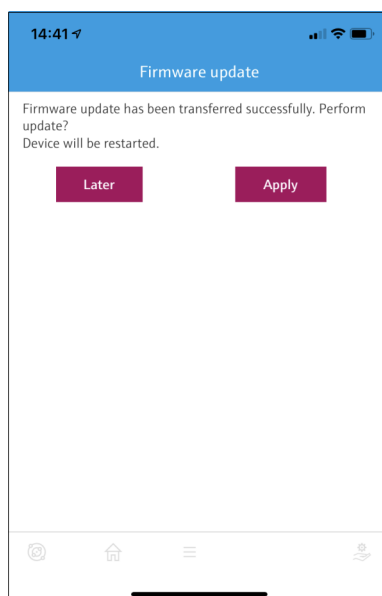 14:41
Firmware update
Firmware update has been transferred successfully. Perform
update?
Device will be restarted.
Later
Apply